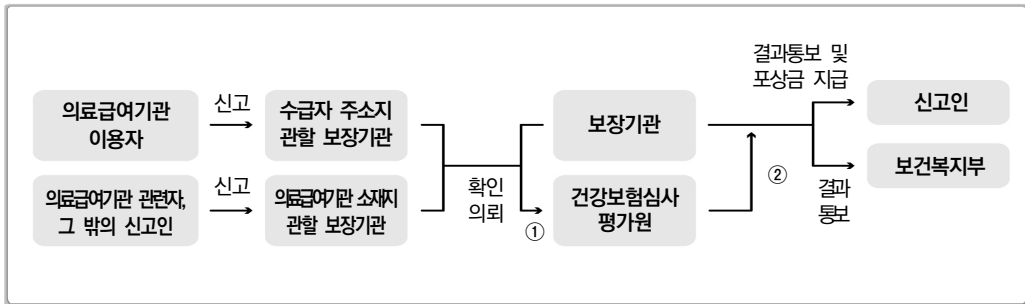 의료급여기관
이용자
신고
수급자 주소지
관할 보장기관
의료급여기관 관련자,
그 밖의 신고인
신고
의료급여기관 소재지
관할 보장기관
확인
의뢰
①
보장기관
건강보험심사
평가원
②
결과통보 및
포상금 지급
신고인
보건복지부
결과
통보